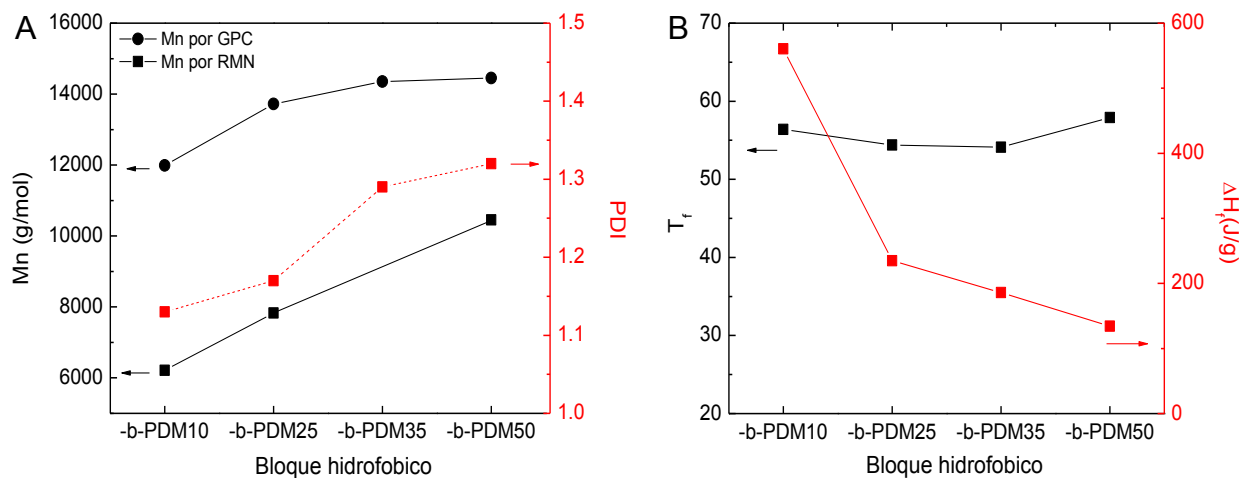 A
Mn por GPC
Mn por RMN
Mn (g/mol)
16000
14000
12000
10000
8000
6000
PDI
1.5
1.4
1.3
1.2
1.1
1.0
-b-PDM10 -b-PDM25 -b-PDM35 -b-PDM50
Bloque hidrofobico
B
T_f
70
60
50
40
30
20
ΔH_f(J/g)
600
400
200
0
-b-PDM10 -b-PDM25 -b-PDM35 -b-PDM50
Bloque hidrofobico